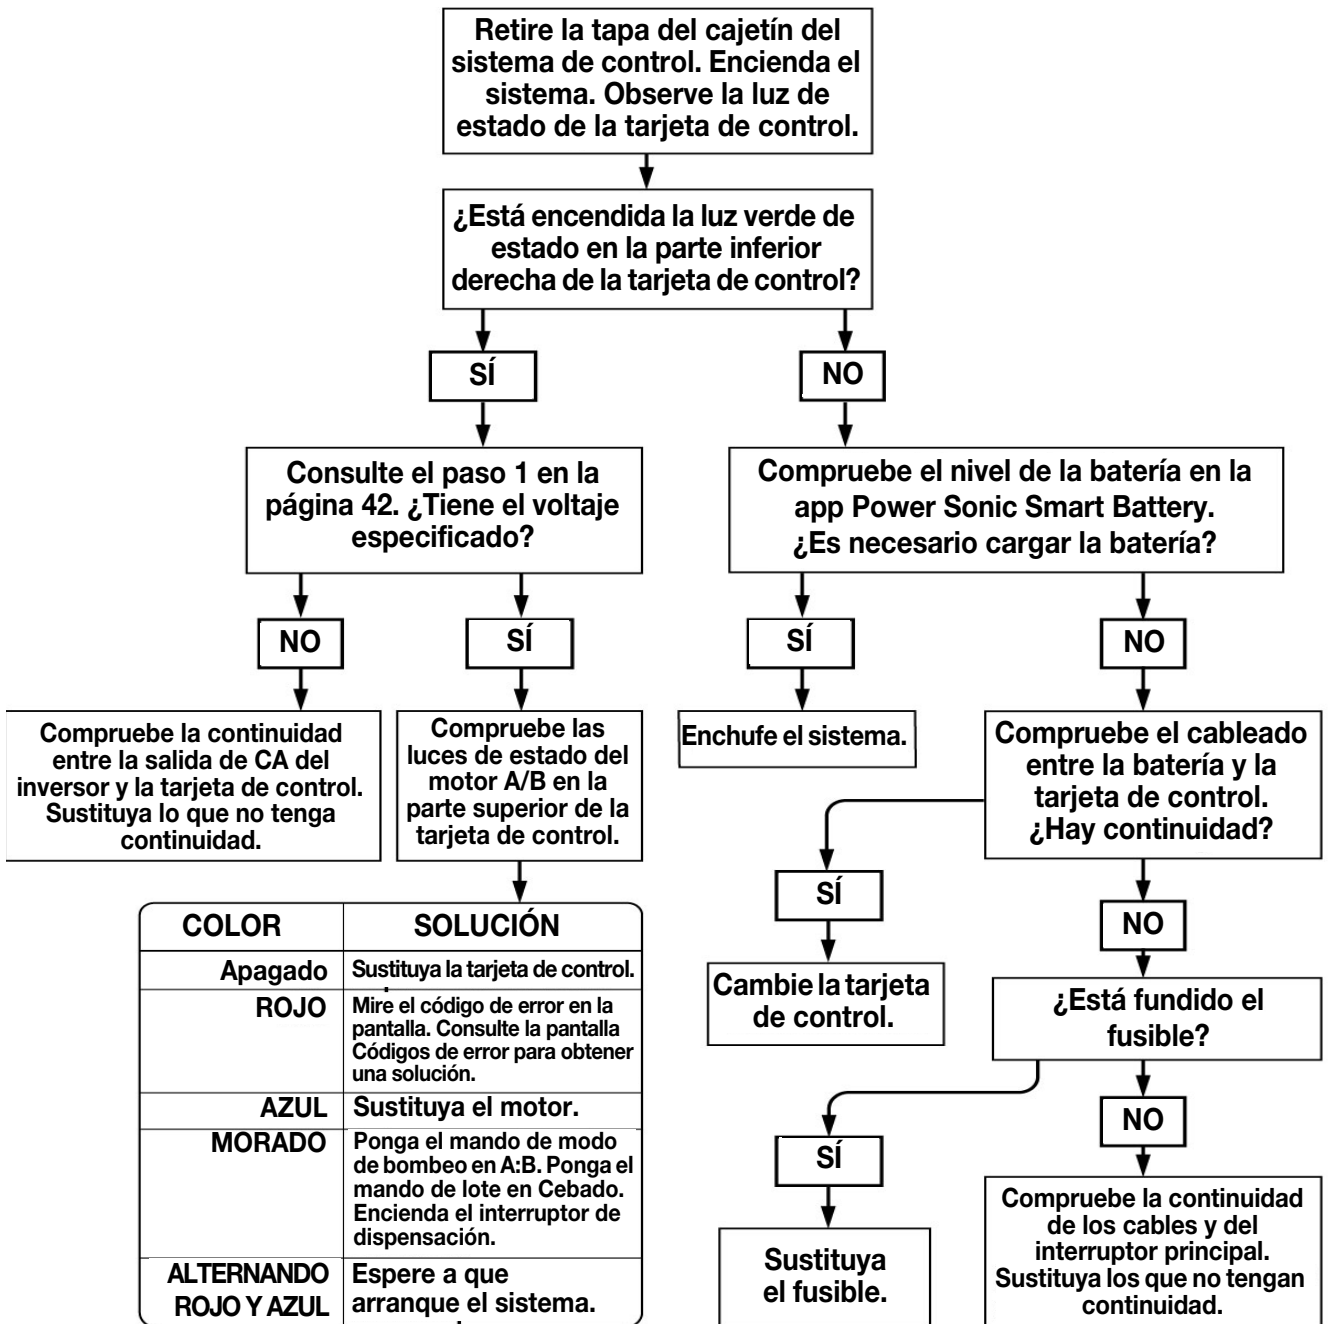 Retire la tapa del cajetín del
sistema de control. Encienda el
sistema. Observe la luz de
estado de la tarjeta de control.
¿Está encendida la luz verde de
estado en la parte inferior
derecha de la tarjeta de control?
SÍ
NO
Consulte el paso 1 en la
página 42. ¿Tiene el voltaje
especificado?
Compruebe el nivel de la batería en la
app Power Sonic Smart Battery.
¿Es necesario cargar la batería?
NO
SÍ
SÍ
NO
Compruebe la continuidad
entre la salida de CA del
inversor y la tarjeta de control.
Sustituya lo que no tenga
continuidad.
Compruebe las
luces de estado del
motor A/B en la
parte superior de la
tarjeta de control.
Enchufe el sistema.
Compruebe el cableado
entre la batería y la
tarjeta de control.
¿Hay continuidad?
SÍ
NO
Cambie la tarjeta
de control.
¿Está fundido el
fusible?
SÍ
NO
Sustituya
el fusible.
Compruebe la continuidad
de los cables y del
interruptor principal.
Sustituya los que no tengan
continuidad.
COLOR SOLUCIÓN
Apagado Sustituya la tarjeta de control.
ROJO Mire el código de error en la
pantalla. Consulte la pantalla
Códigos de error para obtener
una solución.
AZUL Sustituya el motor.
MORADO Ponga el mando de modo
de bombeo en A:B. Ponga el
mando de lote en Cebado.
Encienda el interruptor de
dispensación.
ALTERNANDO Espere a que
ROJO Y AZUL arranque el sistema.